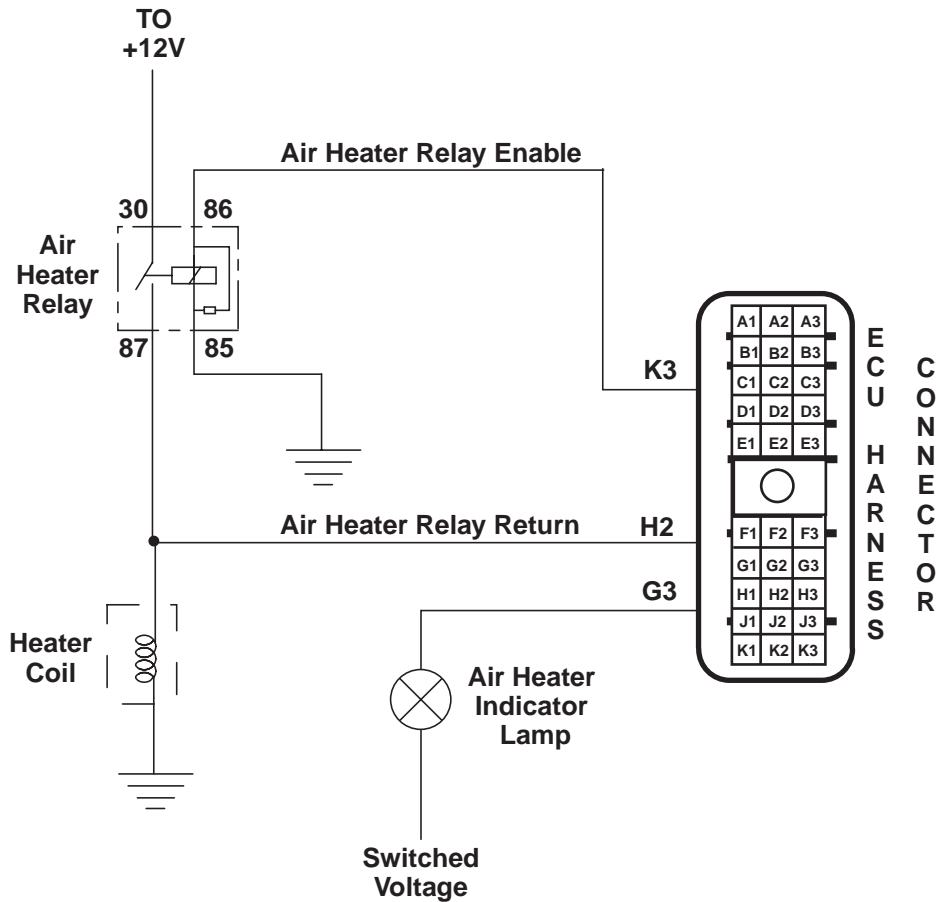 TO
+12V
Air Heater Relay Enable
30
86
Air
Heater
Relay
87
85
K3
A1 A2 A3
B1 B2 B3
C1 C2 C3
D1 D2 D3
E1 E2 E3
F1 F2 F3
G1 G2 G3
H1 H2 H3
J1 J2 J3
K1 K2 K3
ECU HARNESS
CONNECTOR
Air Heater Relay Return
H2
G3
Heater
Coil
Air Heater
Indicator
Lamp
Switched
Voltage